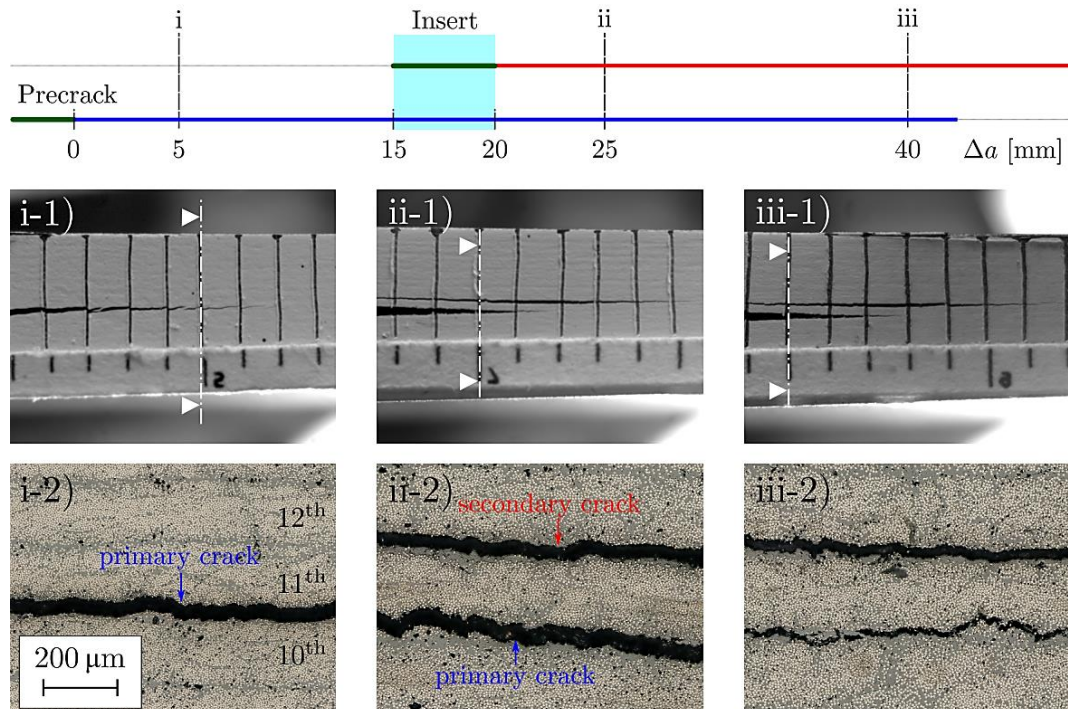 i Insert ii iii
Precrack
0 5 15 20 25 40 Δa [mm]
i-1) ii-1) iii-1)
5
i-2) ii-2) iii-2)
secondary crack
12th
primary crack
11th
10th
primary crack
200 μm